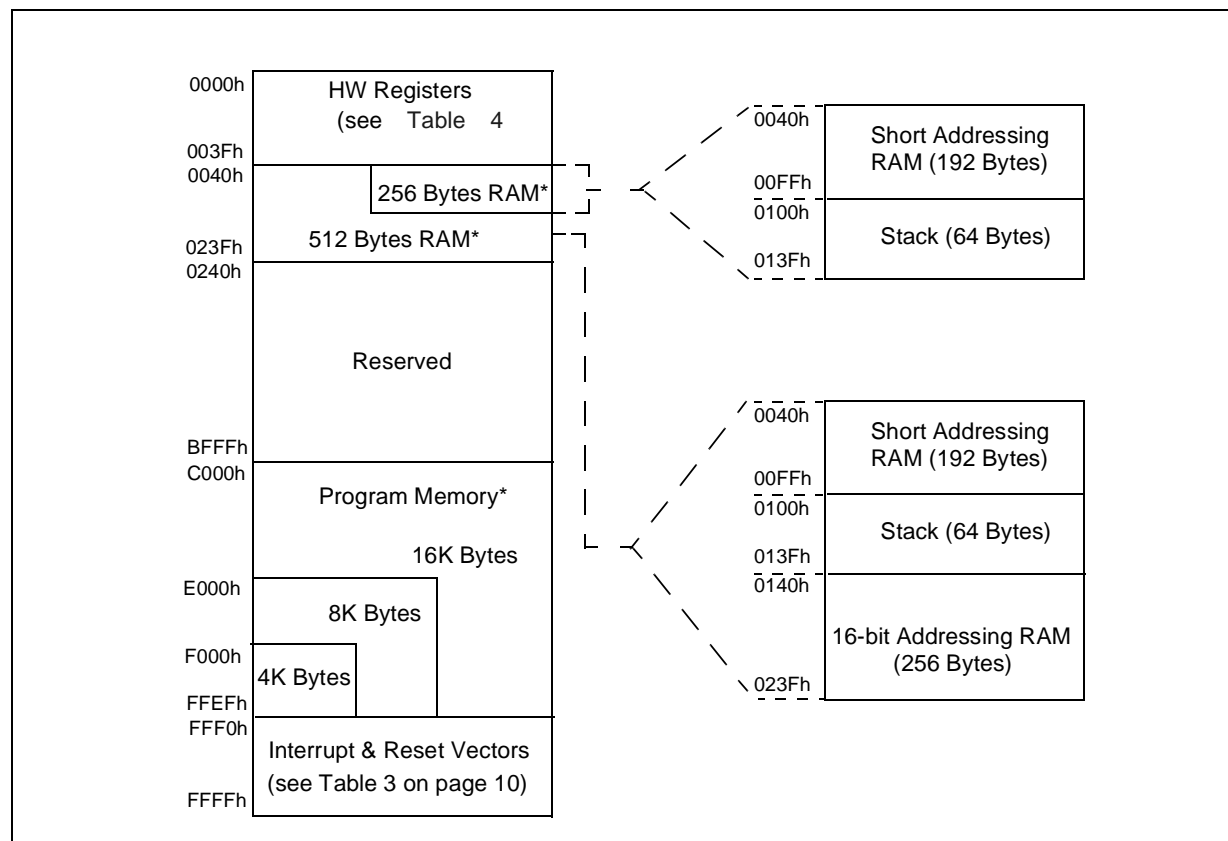 0000h
HW Registers
(see Table 4
003Fh
0040h
256 Bytes RAM*
512 Bytes RAM*
023Fh
0240h
Reserved
BFFFh
C000h
Program Memory*
16K Bytes
E000h
8K Bytes
F000h
4K Bytes
FFEFh
FFF0h
Interrupt & Reset Vectors
(see Table 3 on page 10)
FFFFh
0040h
Short Addressing
RAM (192 Bytes)
00FFh
0100h
Stack (64 Bytes)
013Fh
0040h
Short Addressing
RAM (192 Bytes)
00FFh
0100h
Stack (64 Bytes)
013Fh
0140h
16-bit Addressing RAM
(256 Bytes)
023Fh